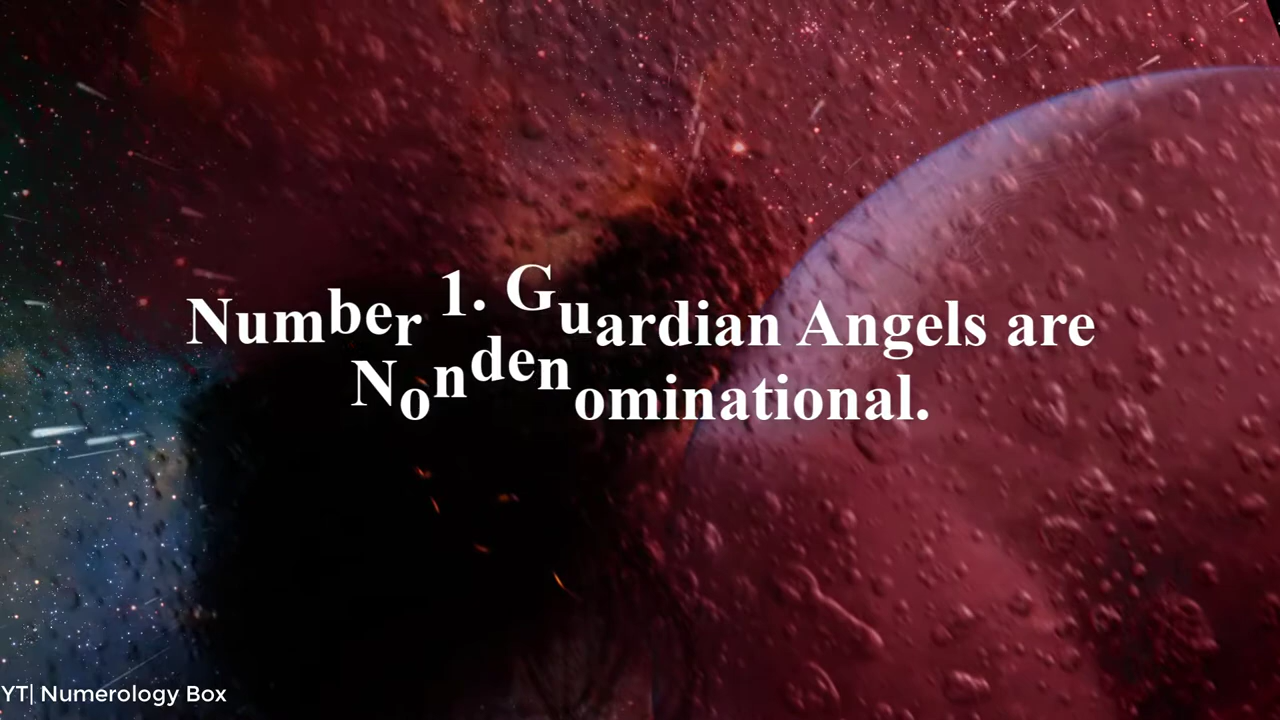 Number 1. Guardian Angels are
Nondenominational.
YT| Numerology Box